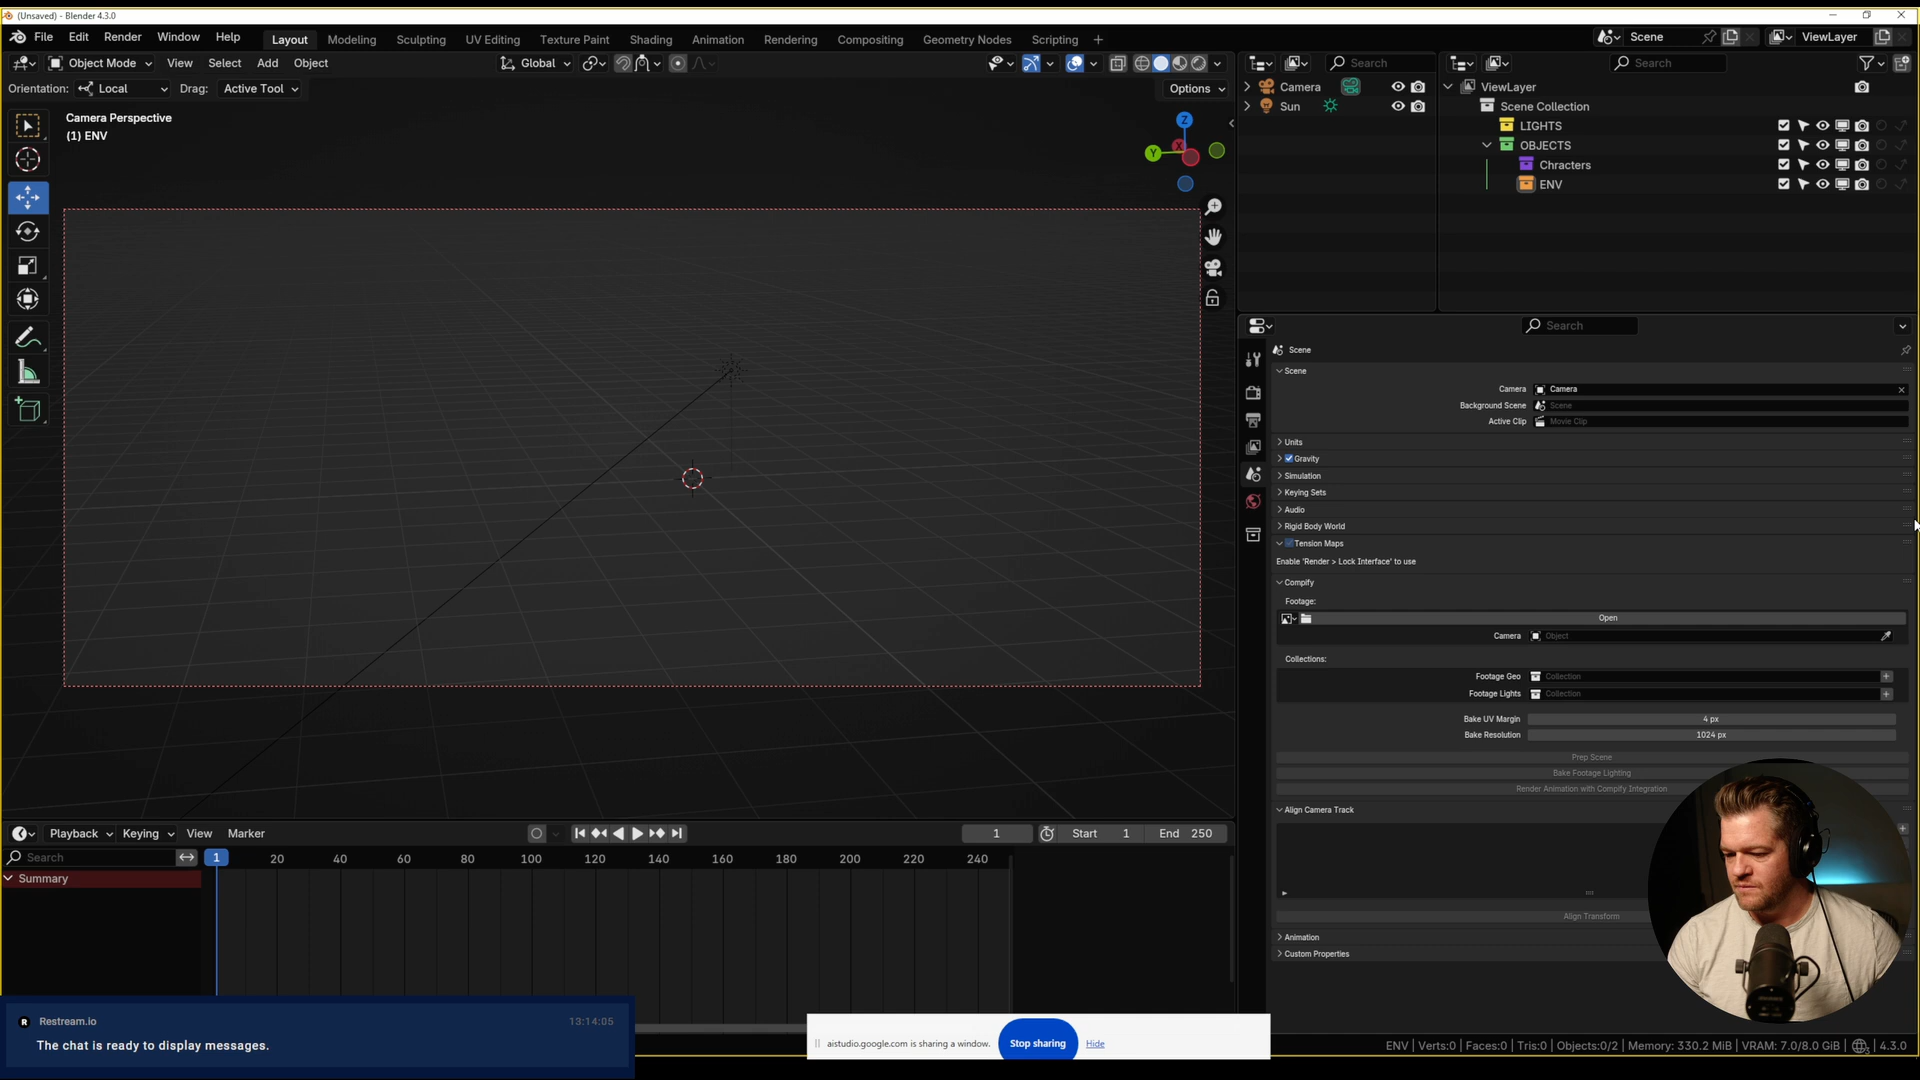 (Unsaved) - Blender 4.3.0
File Edit Render Window Help
Layout Modeling Sculpting UV Editing Texture Paint Shading Animation Rendering Compositing Geometry Nodes Scripting +
Scene
ViewLayer
Object Mode View Select Add Object
Global
Orientation: Local Drag: Active Tool
Options
Camera Perspective
(1) ENV
Z
Y
X
Search
Camera
Sun
Search
ViewLayer
Scene Collection
LIGHTS
OBJECTS
Chracters
ENV
Search
Scene
Scene
Camera Camera
Background Scene Scene
Active Clip Movie Clip
Units
Gravity
Simulation
Keying Sets
Audio
Rigid Body World
Tension Maps
Enable 'Render > Lock Interface' to use
Compify
Footage:
Open
Camera Object
Collections:
Footage Geo Collection
Footage Lights Collection
Bake UV Margin 4 px
Bake Resolution 1024 px
Prep Scene
Bake Footage Lighting
Render Animation with Compify Integration
Align Camera Track
Align Transform
Animation
Custom Properties
Playback Keying View Marker
1 Start 1 End 250
Search
1 20 40 60 80 100 120 140 160 180 200 220 240
Summary
Restream.io 13:14:05
The chat is ready to display messages.
aistudio.google.com is sharing a window. Stop sharing Hide
ENV | Verts:0 | Faces:0 | Tris:0 | Objects:0/2 | Memory: 330.2 MiB | VRAM: 7.0/8.0 GiB | 4.3.0